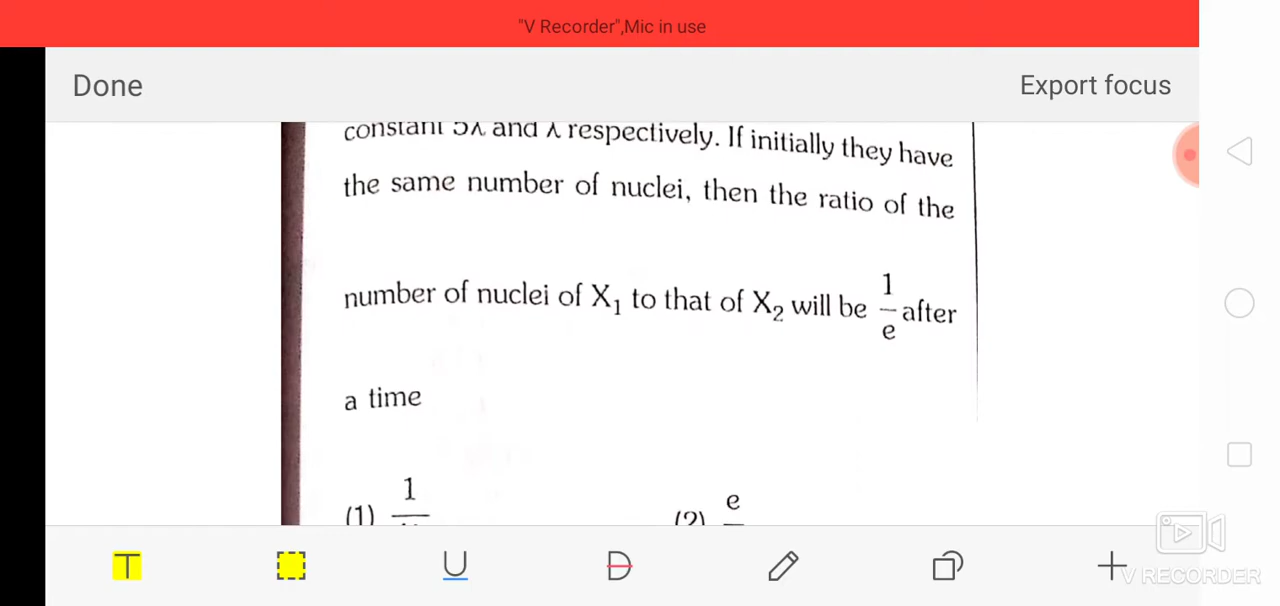 "V Recorder",Mic in use
Done
Export focus
constant 5λ and λ respectively. If initially they have
the same number of nuclei, then the ratio of the
number of nuclei of X₁ to that of X₂ will be 1/e after
a time
(1) 1
(2) e
T
U
D
V RECORDER